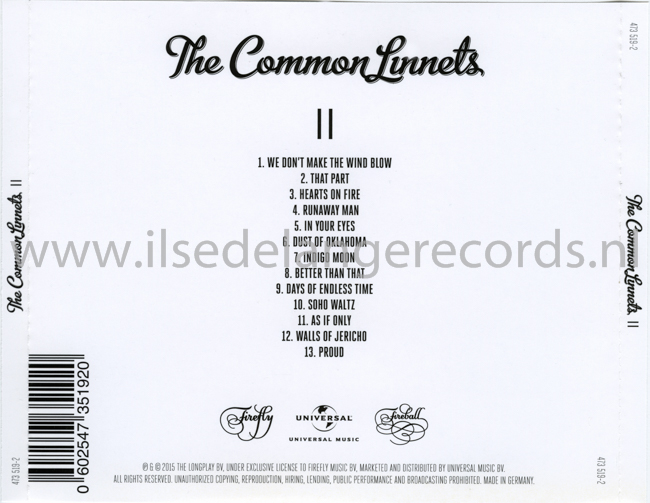 The Common Linnets
II
1. WE DON'T MAKE THE WIND BLOW
2. THAT PART
3. HEARTS ON FIRE
4. RUNAWAY MAN
5. IN YOUR EYES
6. DUST OF OKLAHOMA
7. INDIGO MOON
8. BETTER THAN THAT
9. DAYS OF ENDLESS TIME
10. SOHO WALTZ
11. AS IF ONLY
12. WALLS OF JERICHO
13. PROUD
www.ilsedelangerecords.n
The Common Linnets II
473 519-2
0 602547 351920
473 519-2
The Common Linnets II
473 519-2
Firefly
UNIVERSAL
UNIVERSAL MUSIC
Fireball
℗ & © 2015 THE LONGPLAY BV, UNDER EXCLUSIVE LICENSE TO FIREFLY MUSIC BV, MARKETED AND DISTRIBUTED BY UNIVERSAL MUSIC BV.
ALL RIGHTS RESERVED. UNAUTHORIZED COPYING, REPRODUCTION, HIRING, LENDING, PUBLIC PERFORMANCE AND BROADCASTING PROHIBITED. MADE IN GERMANY.